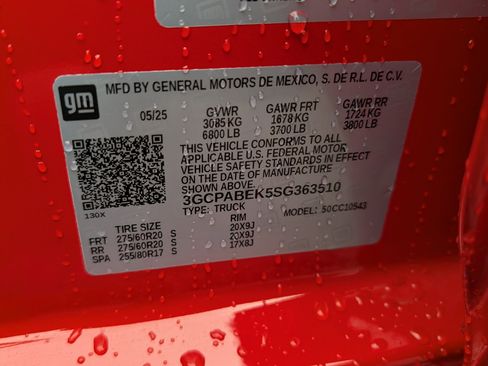 gm
MFD BY GENERAL MOTORS DE MEXICO, S. DE R.L. DE C.V.
05/25 GVWR GAWR FRT GAWR RR
3085 KG 1678 KG 1724 KG
6800 LB 3700 LB 3800 LB
THIS VEHICLE CONFORMS TO ALL
APPLICABLE U.S. FEDERAL MOTOR
VEHICLE SAFETY STANDARDS IN EFFECT
ON THE DATE OF MANUFACTURE
3GCPABEK5SG363510
TYPE: TRUCK MODEL: 50CC10543
130X
TIRE SIZE RIM
FRT 275/60R20 S 20X9J
RR 275/60R20 S 20X9J
SPA 255/80R17 S 17X8J